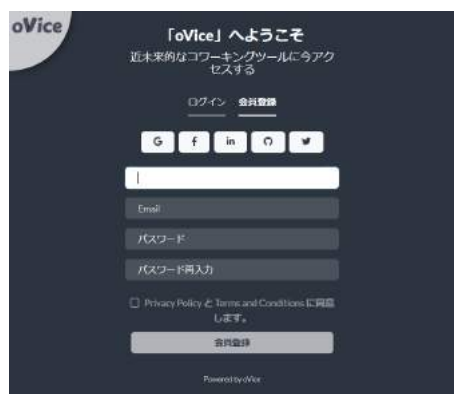 oVice
「oVice」へようこそ
近未来的なコワーキングツールに今アク
セスする
ログイン 会員登録
G f in
Email
パスワード
パスワード再入力
Privacy Policy と Terms and Conditions に同意
します。
会員登録
Powered by oVice